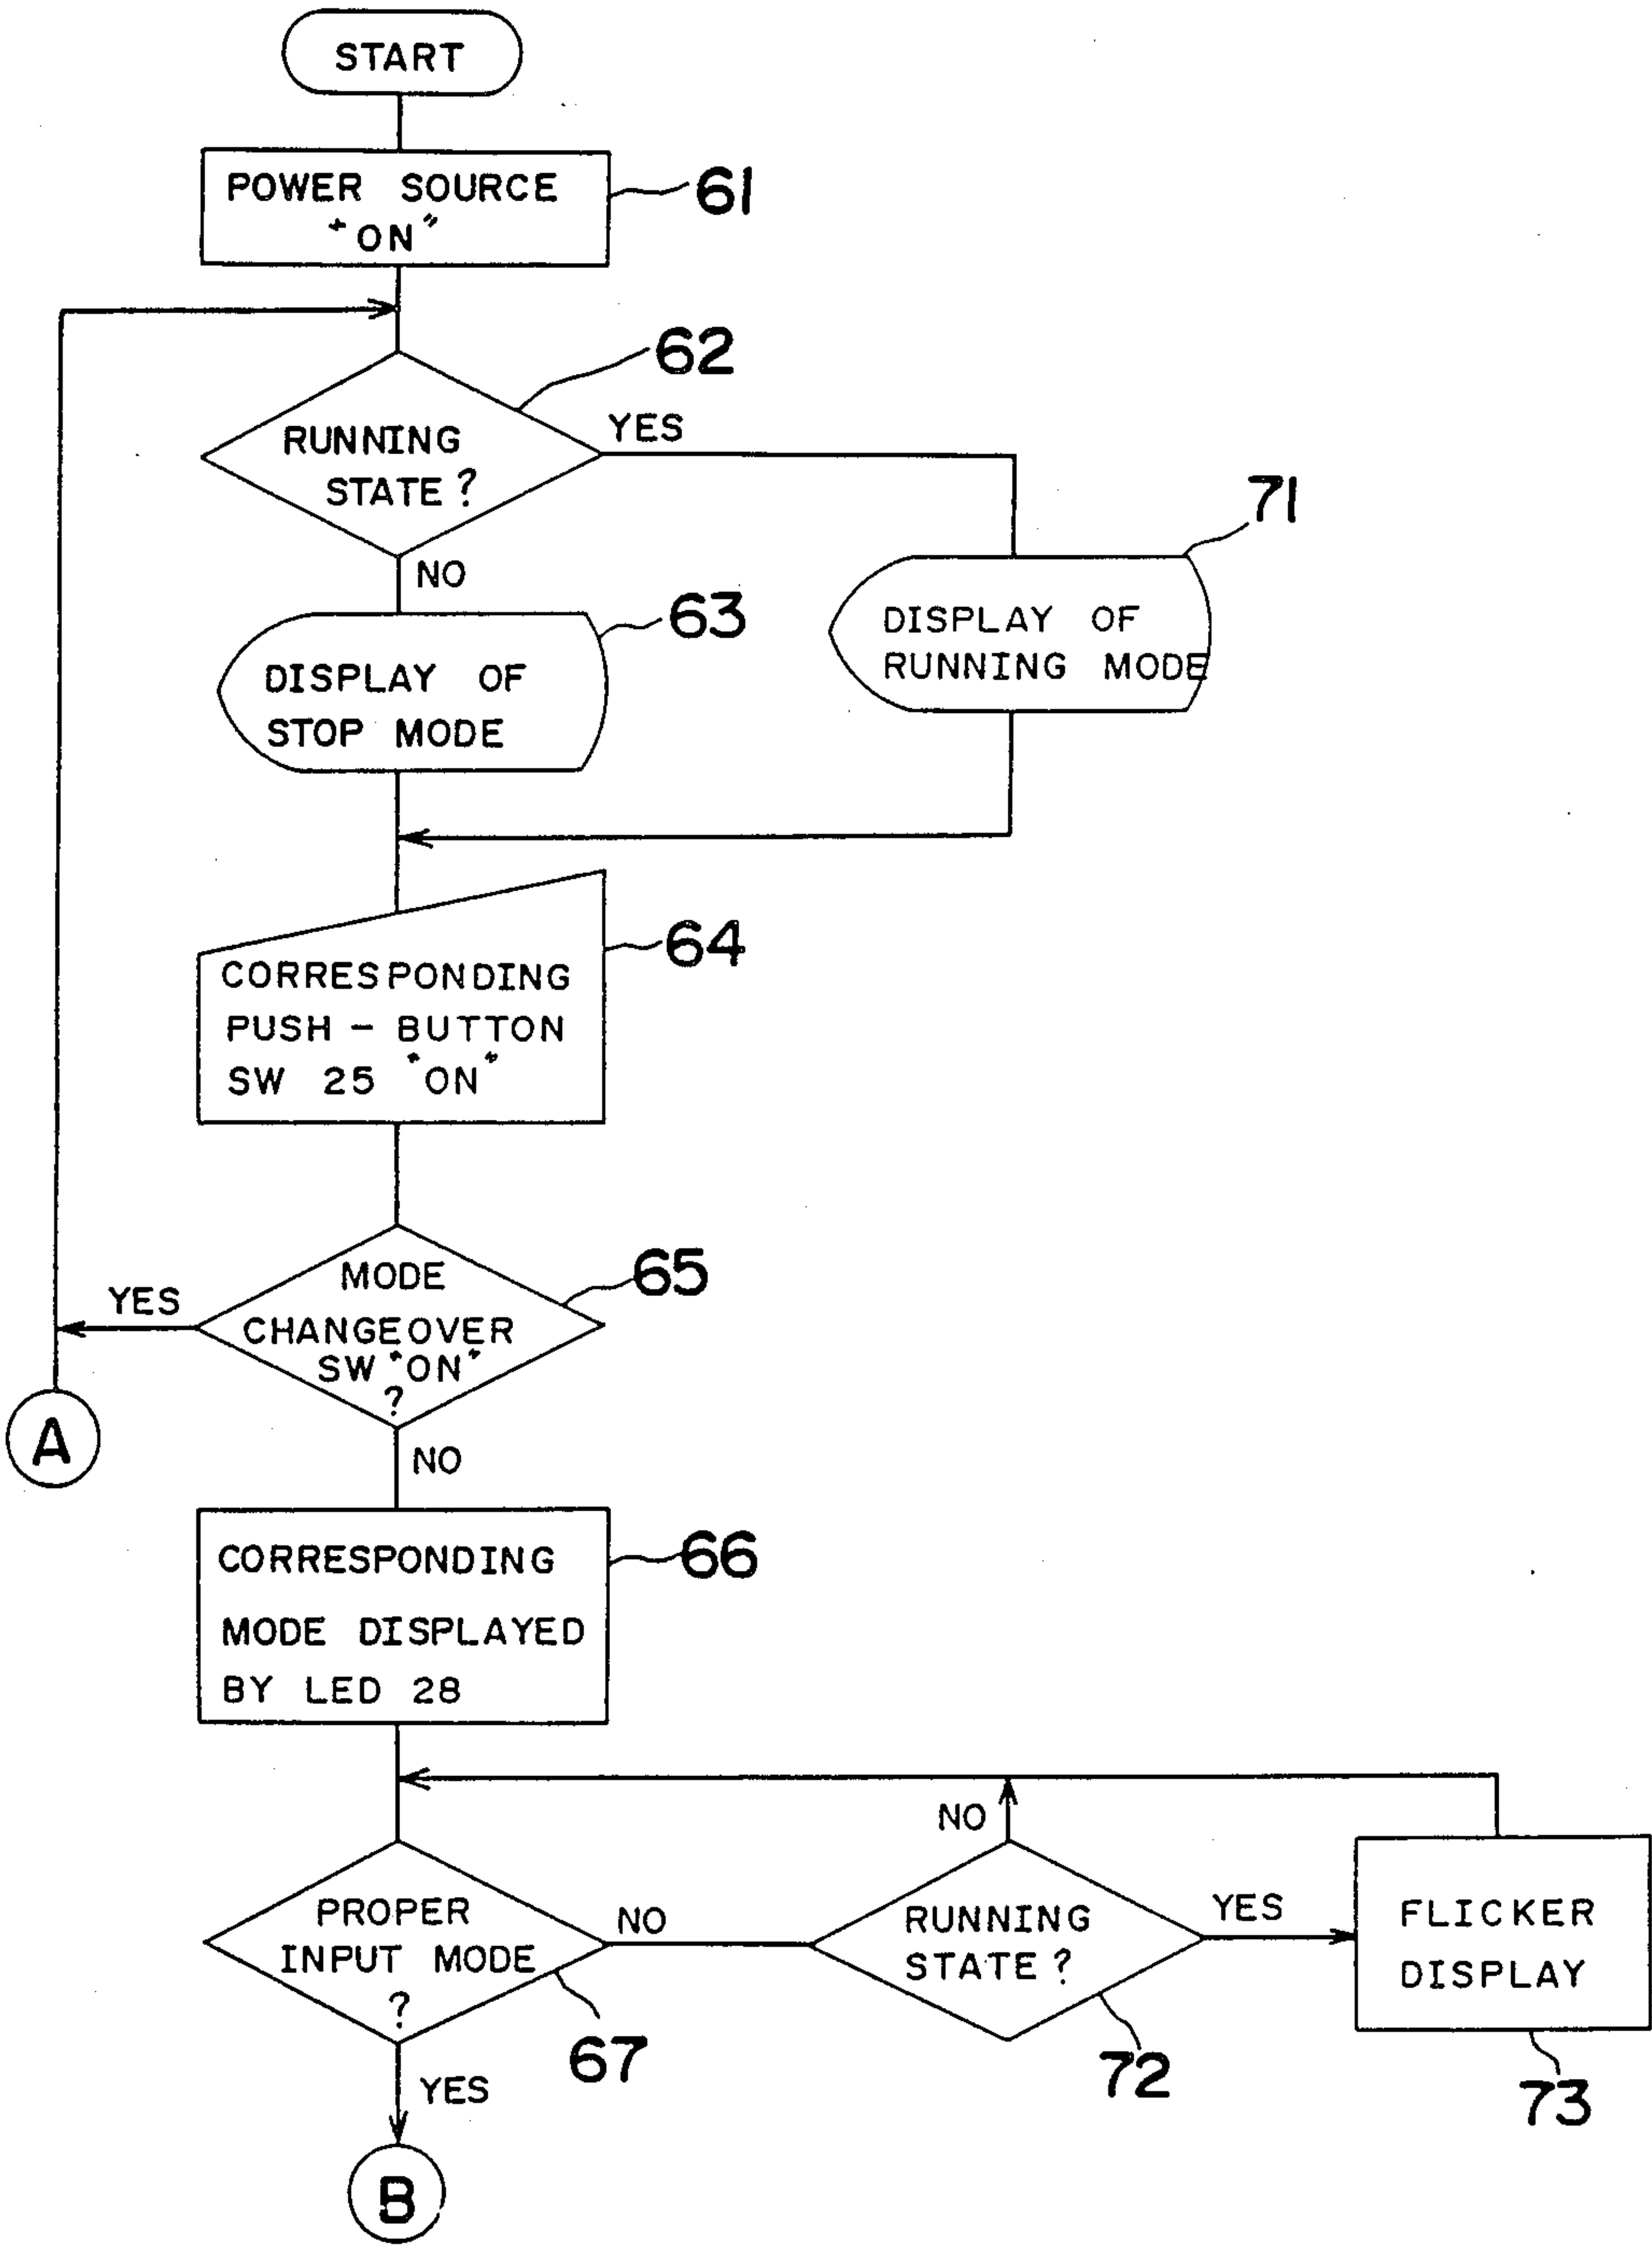 START
POWER SOURCE
"ON"
61
62
RUNNING
STATE?
YES
NO
71
63
DISPLAY OF
RUNNING MODE
DISPLAY OF
STOP MODE
64
CORRESPONDING
PUSH - BUTTON
SW 25 "ON"
65
MODE
CHANGEOVER
SW "ON"
?
YES
A
NO
66
CORRESPONDING
MODE DISPLAYED
BY LED 28
NO
PROPER
INPUT MODE
?
NO
RUNNING
STATE?
YES
FLICKER
DISPLAY
67
72
73
YES
B